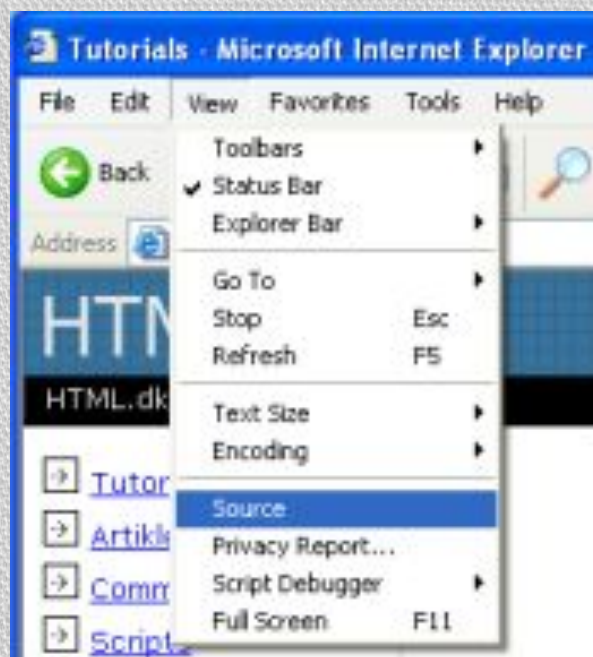 Tutorials - Microsoft Internet Explorer
File Edit View Favorites Tools Help
Back
Toolbars
Status Bar
Explorer Bar
Address
Go To
Stop Esc
Refresh F5
HTML.dk
Text Size
Encoding
Source
Privacy Report...
Script Debugger
Full Screen F11
Scripts